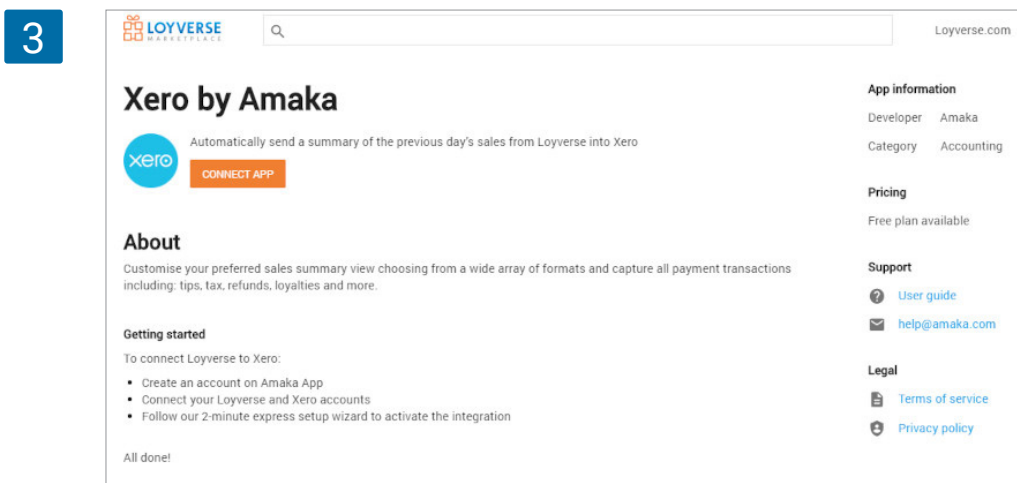 3
LOYVERSE
MARKETPLACE
Loyverse.com
Xero by Amaka
xero
Automatically send a summary of the previous day's sales from Loyverse into Xero
CONNECT APP
About
Customise your preferred sales summary view choosing from a wide array of formats and capture all payment transactions
including: tips, tax, refunds, loyalties and more.
Getting started
To connect Loyverse to Xero:
• Create an account on Amaka App
• Connect your Loyverse and Xero accounts
• Follow our 2-minute express setup wizard to activate the integration
All done!
App information
Developer Amaka
Category Accounting
Pricing
Free plan available
Support
User guide
help@amaka.com
Legal
Terms of service
Privacy policy